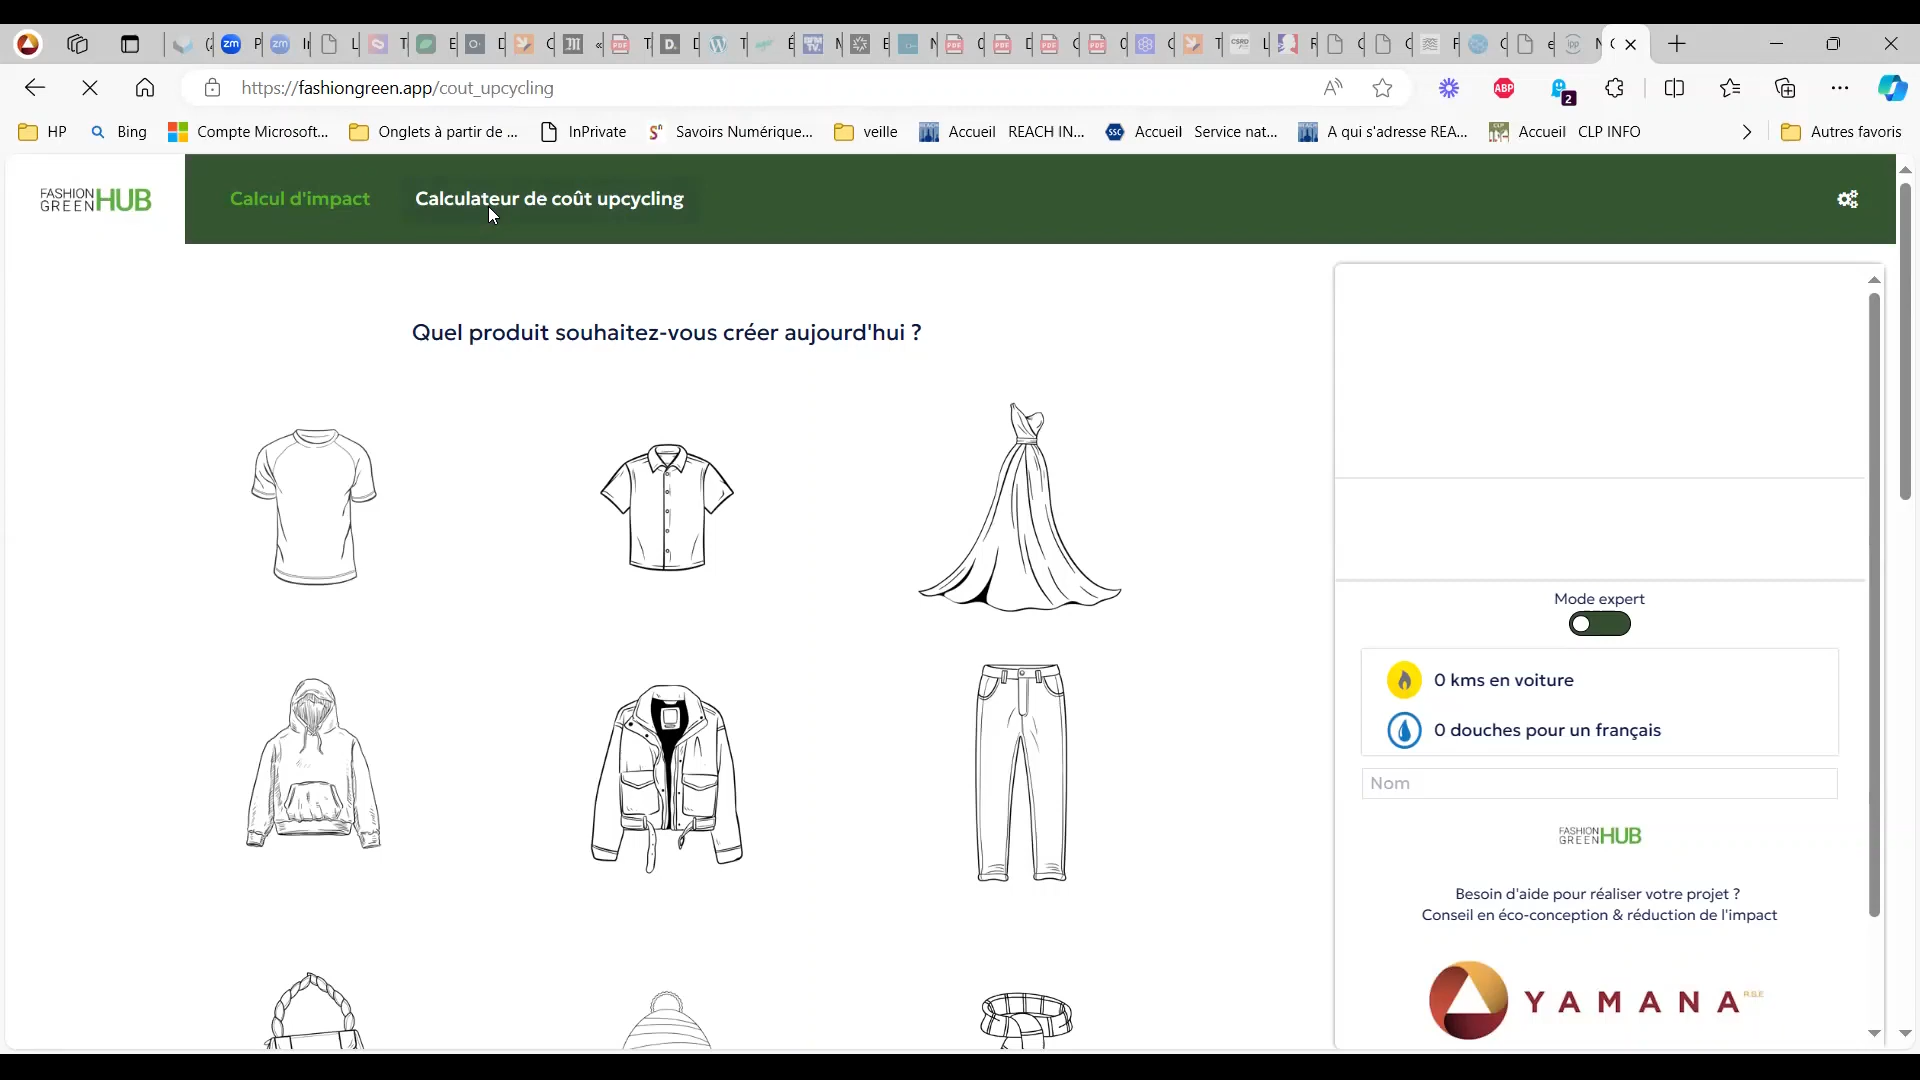 https://fashiongreen.app/cout_upcycling
HP
Bing
Compte Microsoft...
Onglets à partir de ...
InPrivate
Savoirs Numérique...
veille
Accueil REACH IN...
Accueil Service nat...
A qui s'adresse REA...
Accueil CLP INFO
Autres favoris
FASHION GREEN HUB
Calcul d'impact
Calculateur de coût upcycling
Quel produit souhaitez-vous créer aujourd'hui ?
Mode expert
0 kms en voiture
0 douches pour un français
Nom
FASHION GREEN HUB
Besoin d'aide pour réaliser votre projet ?
Conseil en éco-conception & réduction de l'impact
YAMANA RSE